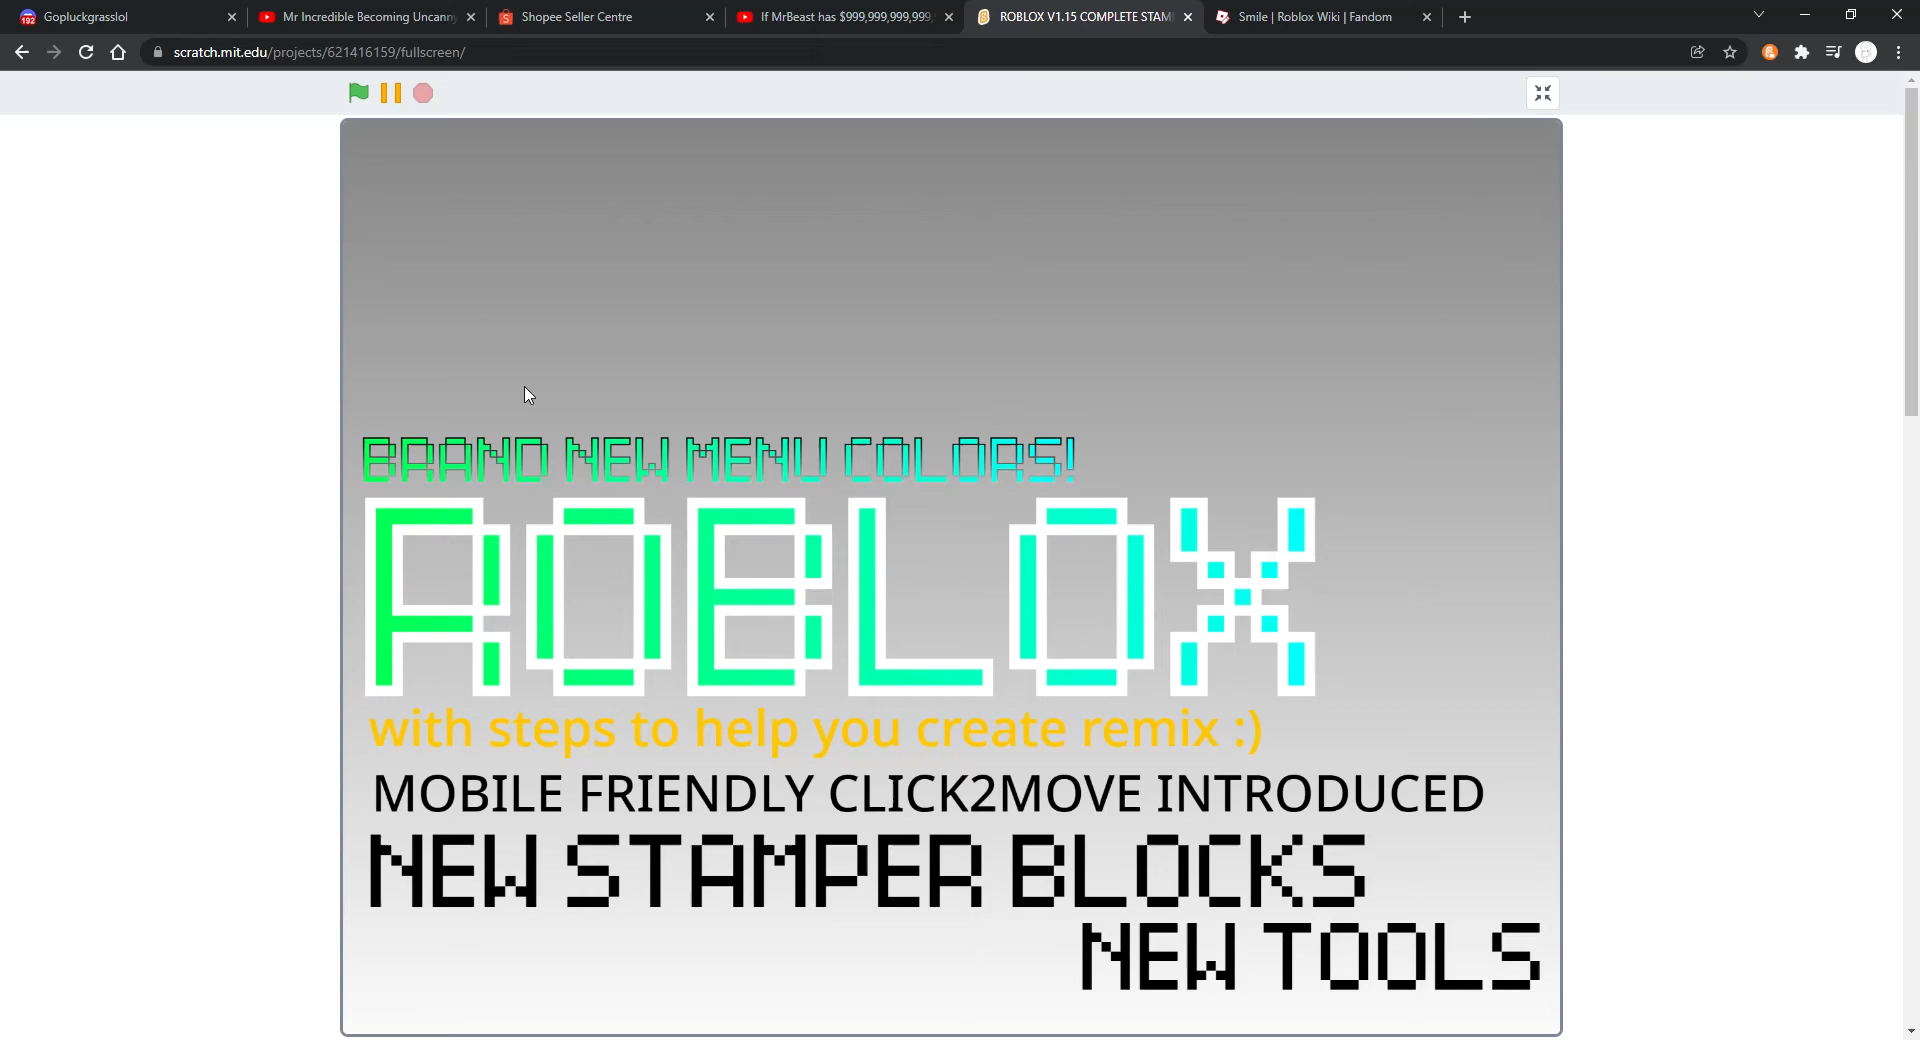 192
Gopluckgrasslol
Mr Incredible Becoming Uncanny
Shopee Seller Centre
If MrBeast has $999,999,999,999,
ROBLOX V1.15 COMPLETE STAM
Smile | Roblox Wiki | Fandom
scratch.mit.edu/projects/621416159/fullscreen/
BRAND NEW MENU COLORS!
ROBLOX
with steps to help you create remix :)
MOBILE FRIENDLY CLICK2MOVE INTRODUCED
NEW STAMPER BLOCKS
NEW TOOLS